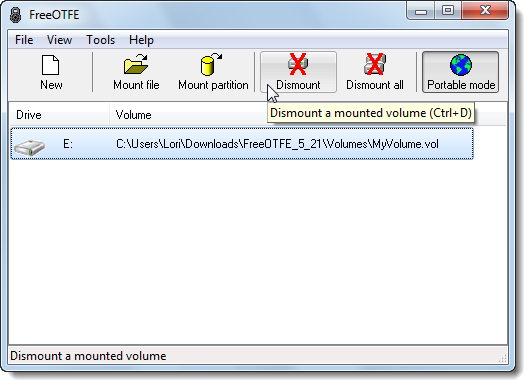 FreeOTFE
File View Tools Help
New Mount file Mount partition Dismount Dismount all Portable mode
Dismount a mounted volume (Ctrl+D)
Drive Volume
E: C:\Users\Lori\Downloads\FreeOTFE_5_21\Volumes\MyVolume.vol
Dismount a mounted volume